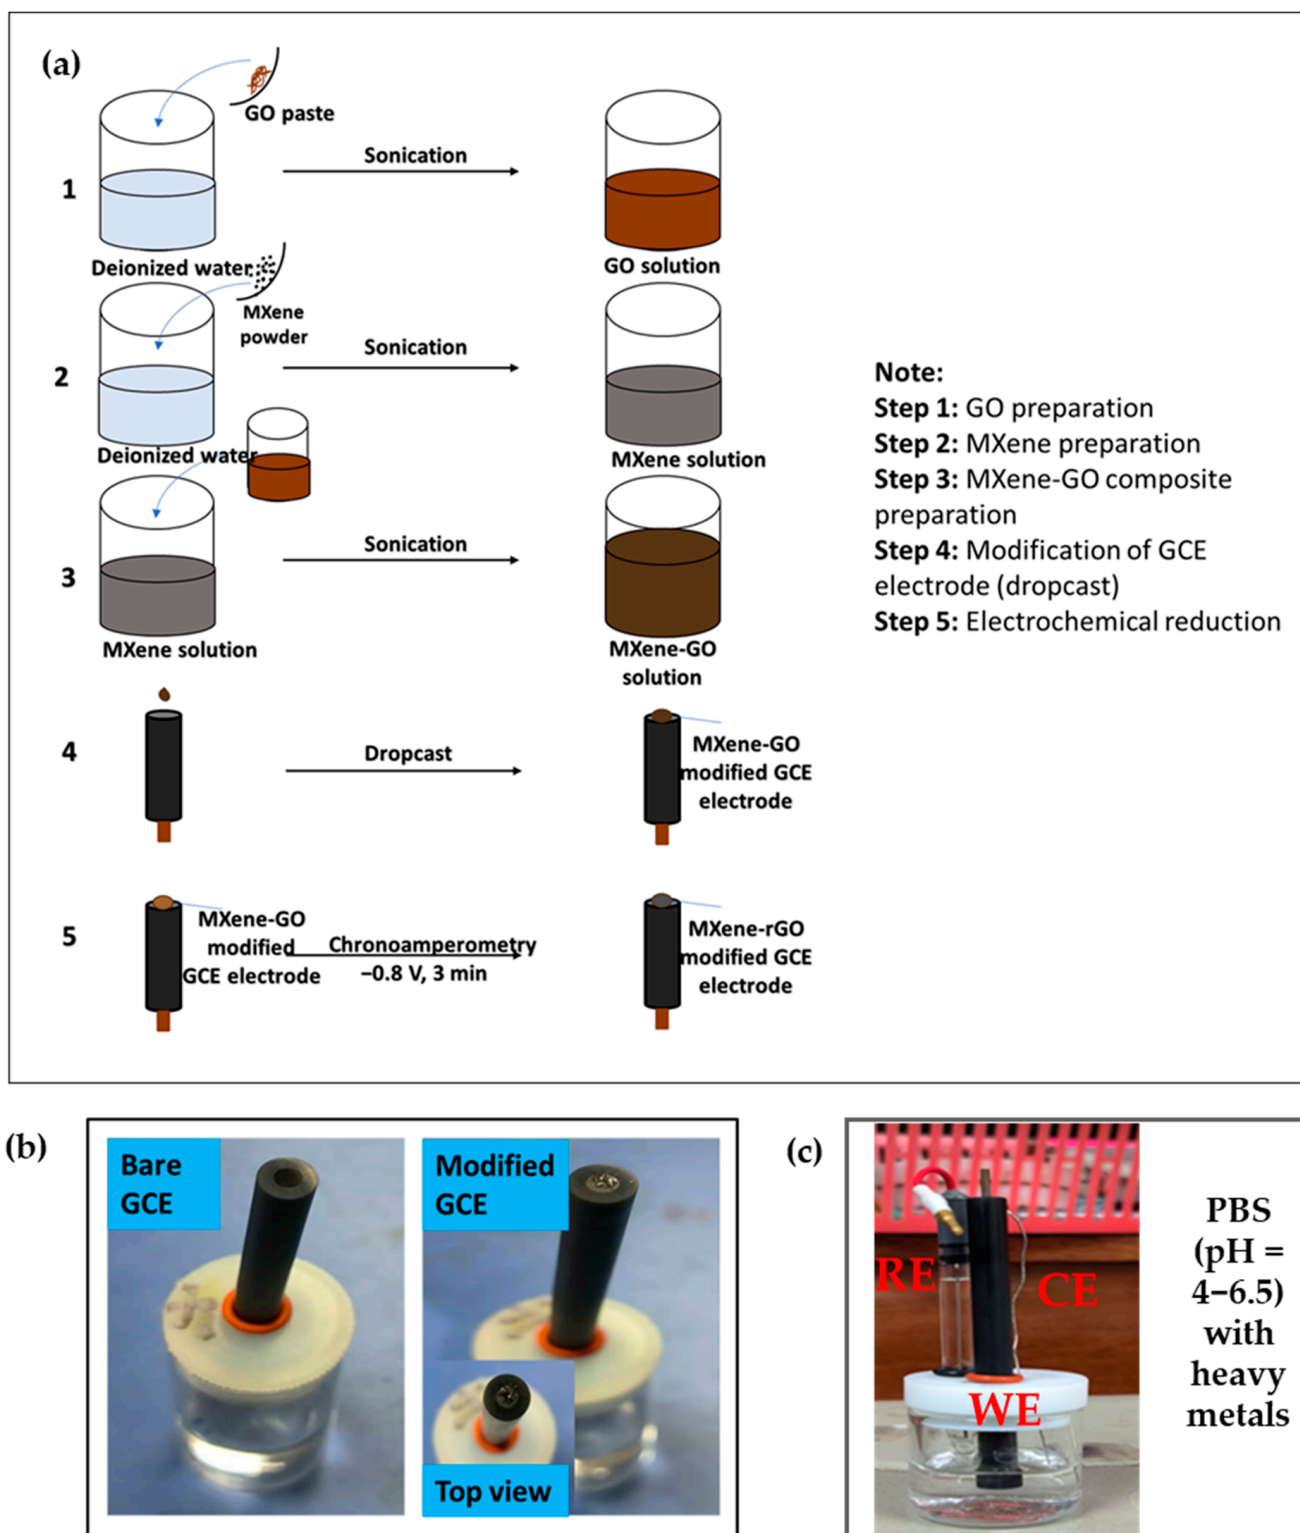 (a)
GO paste
Sonication
1
Deionized water
GO solution
MXene
powder
Sonication
2
Deionized water
MXene solution
Sonication
3
MXene solution
MXene-GO
solution
4
Dropcast
MXene-GO
modified GCE
electrode
5
MXene-GO
modified
GCE electrode
Chronoamperometry
−0.8 V, 3 min
MXene-rGO
modified GCE
electrode
Note:
Step 1: GO preparation
Step 2: MXene preparation
Step 3: MXene-GO composite
preparation
Step 4: Modification of GCE
electrode (dropcast)
Step 5: Electrochemical reduction
(b)
Bare
GCE
Modified
GCE
Top view
(c)
RE
CE
WE
PBS
(pH =
4−6.5)
with
heavy
metals